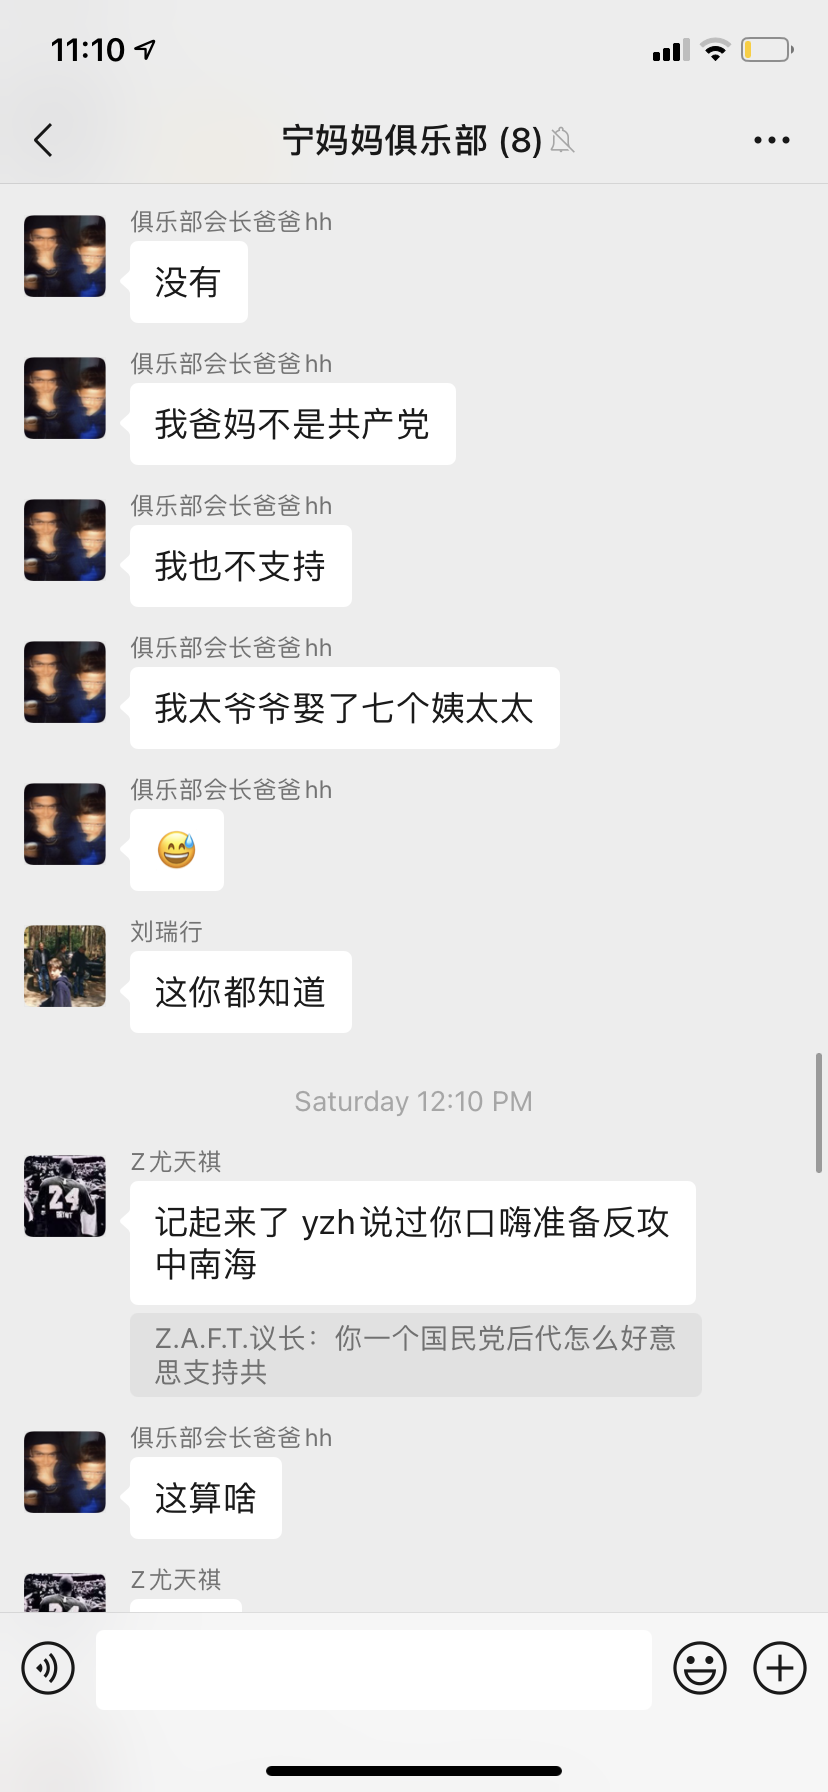 11:10
宁妈妈俱乐部 (8)
俱乐部会长爸爸hh
没有
俱乐部会长爸爸hh
我爸妈不是共产党
俱乐部会长爸爸hh
我也不支持
俱乐部会长爸爸hh
我太爷爷娶了七个姨太太
俱乐部会长爸爸hh
😅
刘瑞行
这你都知道
Saturday 12:10 PM
24
Z尤天祺
记起来了 yzh说过你口嗨准备反攻
中南海
Z.A.F.T.议长：你一个国民党后代怎么好意
思支持共
俱乐部会长爸爸hh
这算啥
Z尤天祺